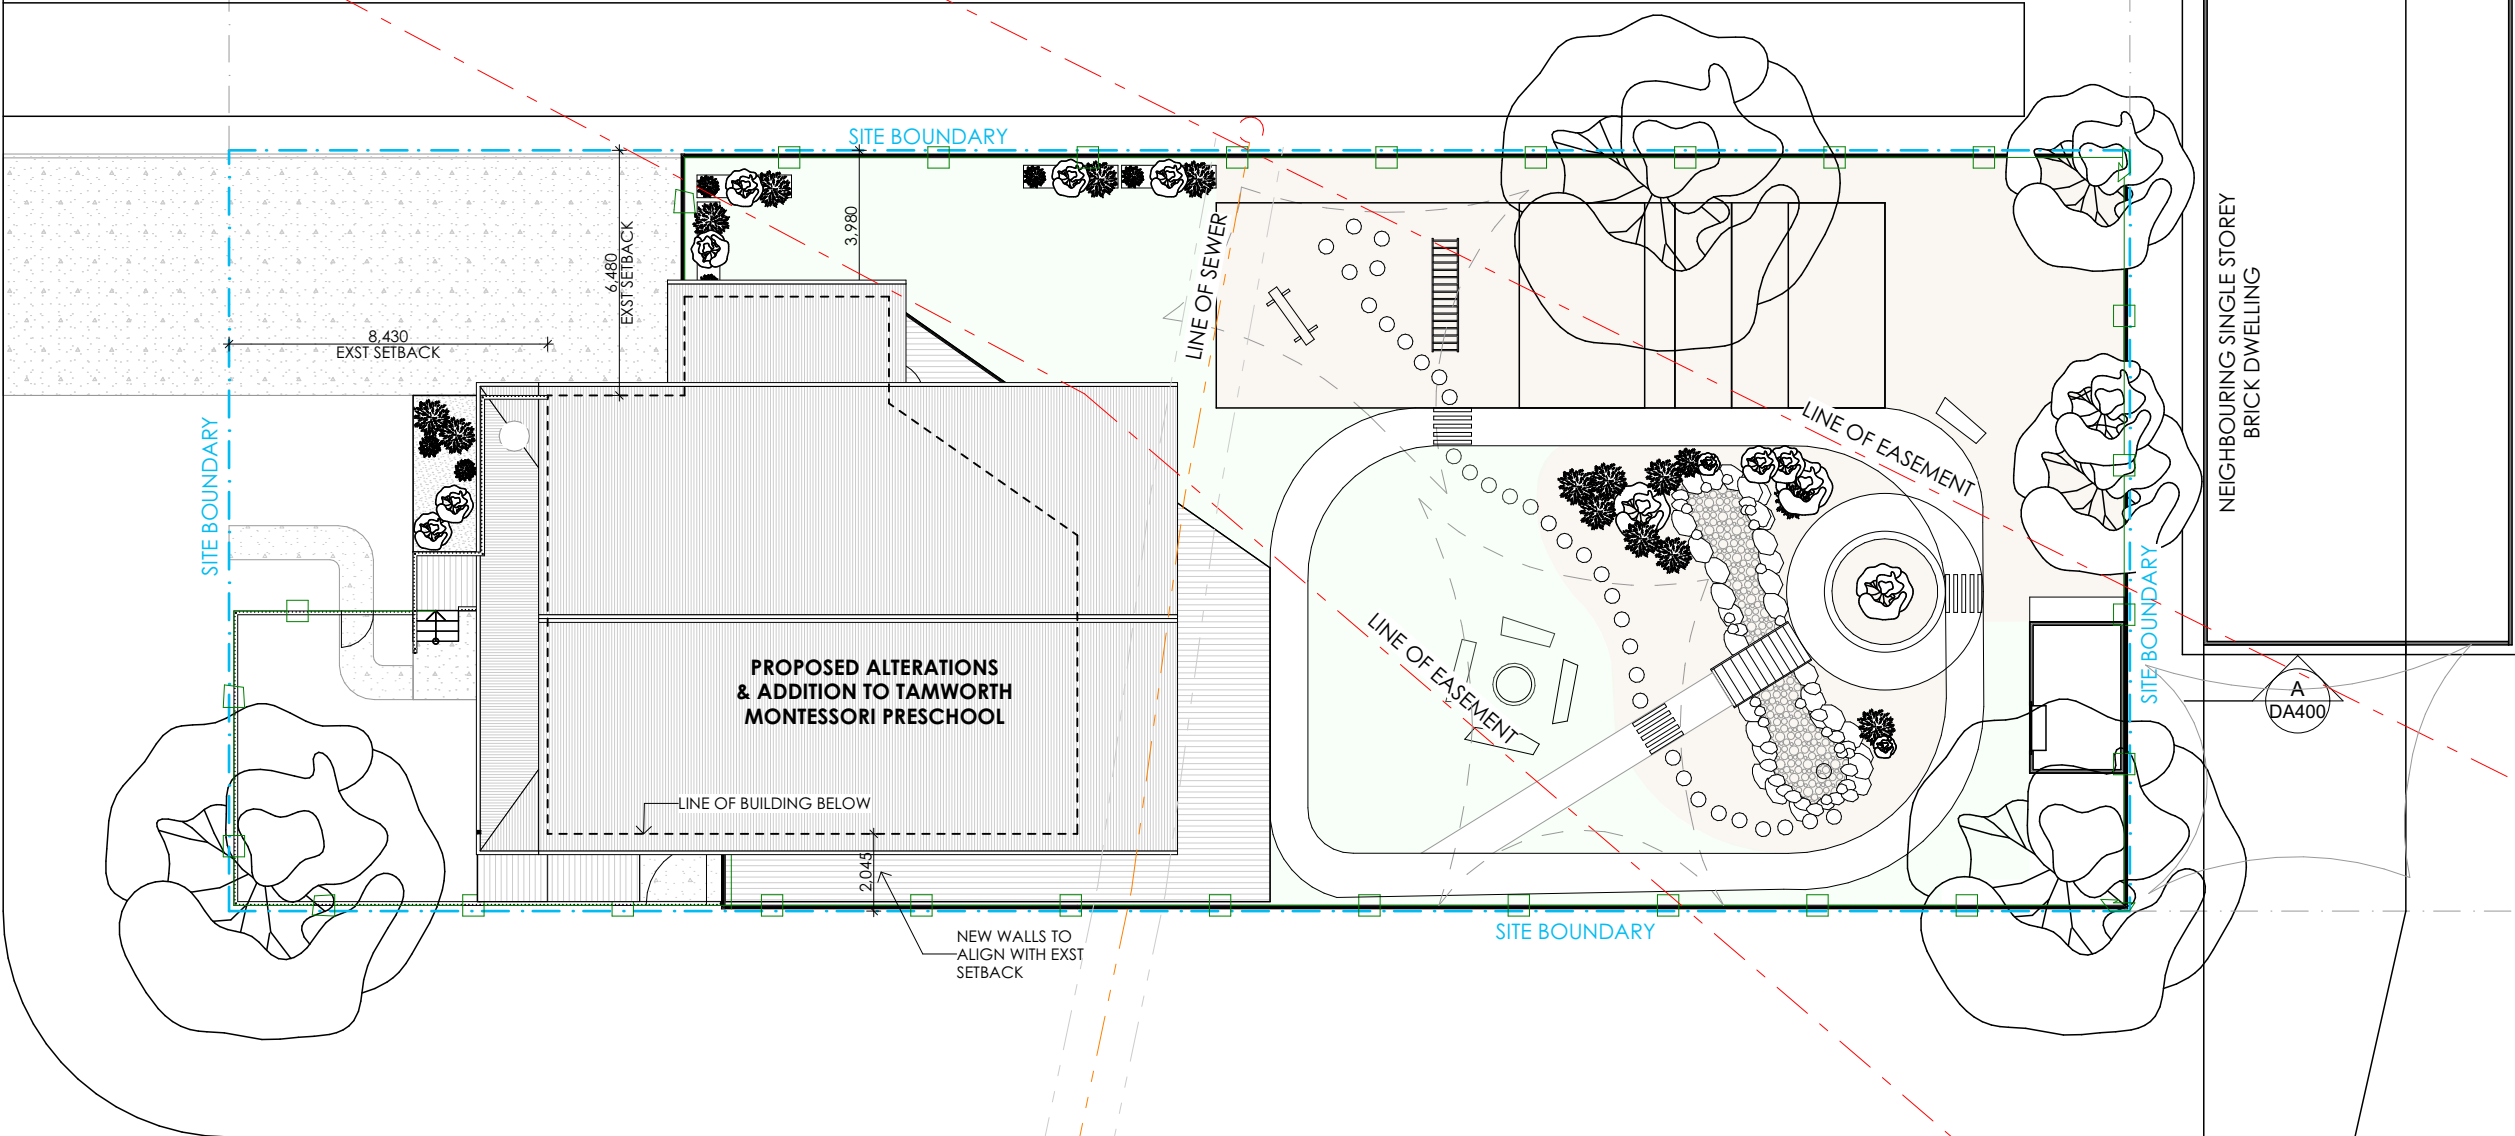 SITE BOUNDARY
3,980
6,480
EXST SETBACK
8,430
EXST SETBACK
LINE OF SEWER
NEIGHBOURING SINGLE STOREY
BRICK DWELLING
LINE OF EASEMENT
SITE BOUNDARY
SITE BOUNDARY
LINE OF EASEMENT
PROPOSED ALTERATIONS
& ADDITION TO TAMWORTH
MONTESSORI PRESCHOOL
A
DA400
LINE OF BUILDING BELOW
2,045
NEW WALLS TO
ALIGN WITH EXST
SETBACK
SITE BOUNDARY